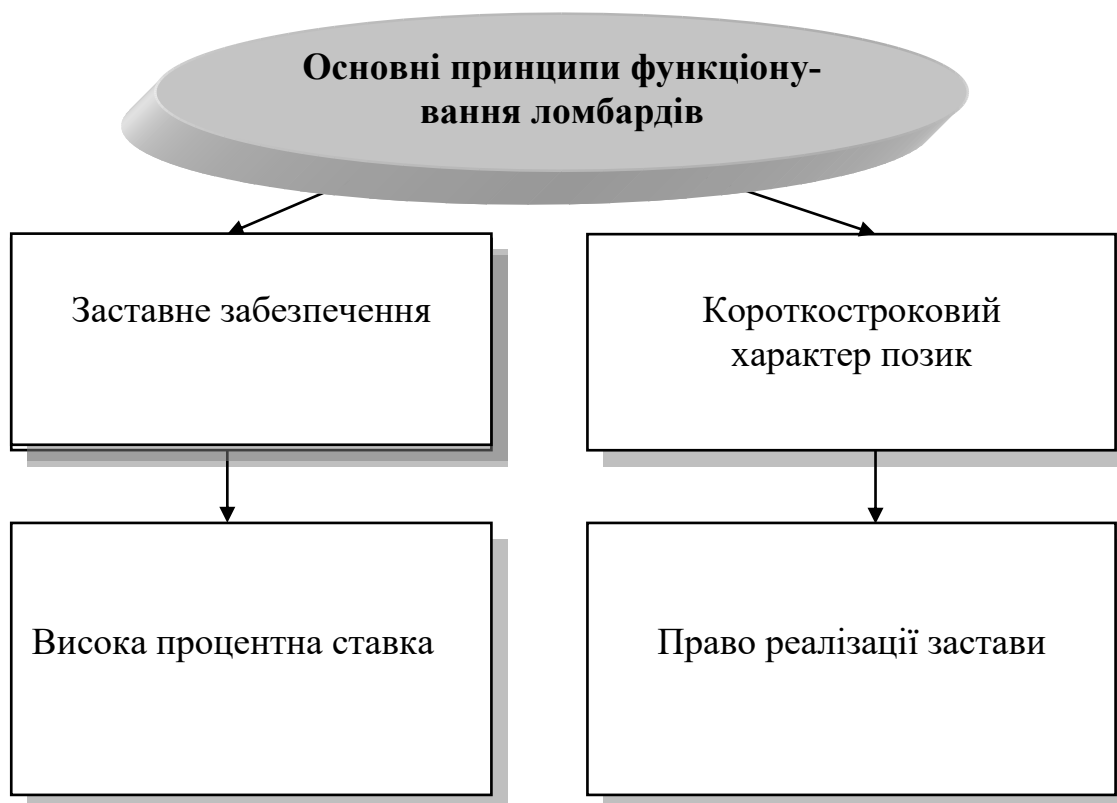 Основні принципи функціону-
вання ломбардів
Заставне забезпечення
Короткостроковий
характер позик
Висока процентна ставка
Право реалізації застави